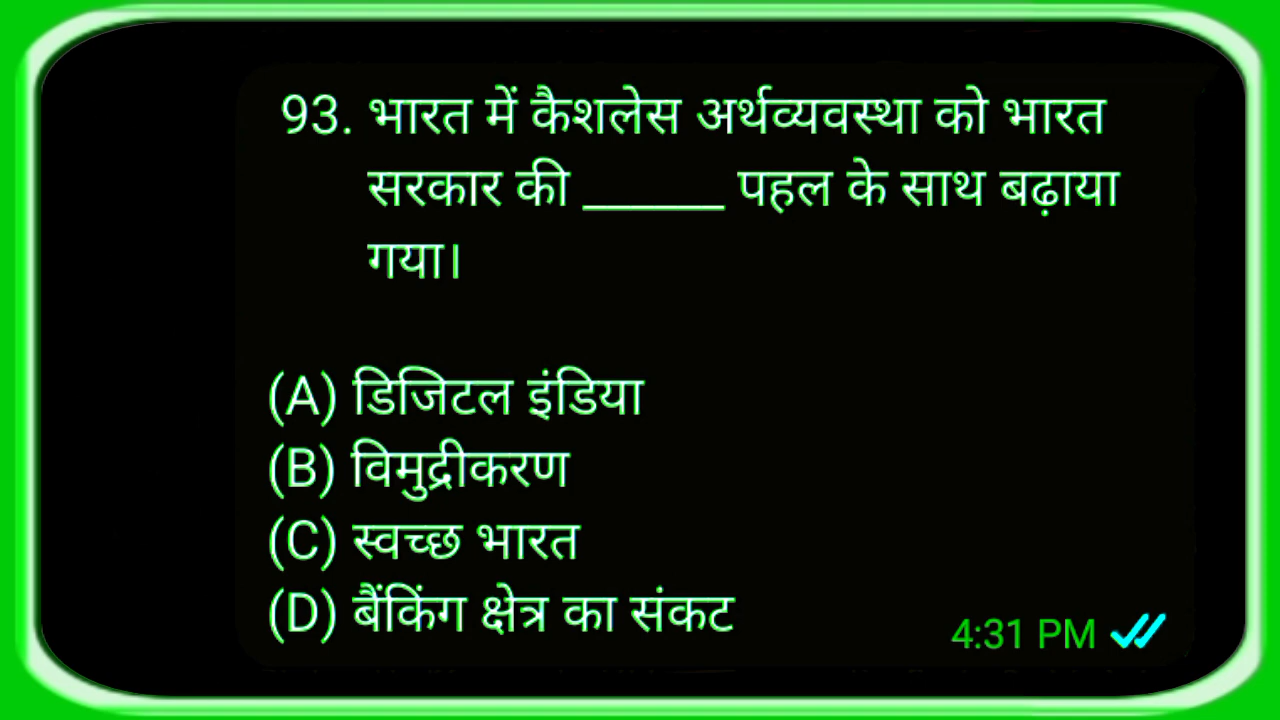 93. भारत में कैशलेस अर्थव्यवस्था को भारत
सरकार की ______ पहल के साथ बढ़ाया
गया।
(A) डिजिटल इंडिया
(B) विमुद्रीकरण
(C) स्वच्छ भारत
(D) बैंकिंग क्षेत्र का संकट
4:31 PM